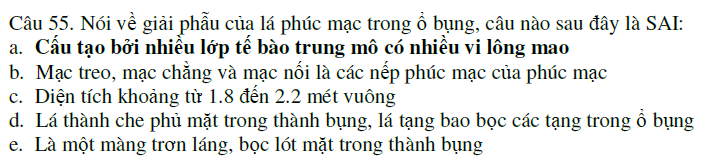 Câu 55. Nói về giải phẫu của lá phúc mạc trong ổ bụng, câu nào sau đây là SAI:
a. Cấu tạo bởi nhiều lớp tế bào trung mô có nhiều vi lông mao
b. Mạc treo, mạc chằng và mạc nối là các nếp phúc mạc của phúc mạc
c. Diện tích khoảng từ 1.8 đến 2.2 mét vuông
d. Lá thành che phủ mặt trong thành bụng, lá tạng bao bọc các tạng trong ổ bụng
e. Là một màng trơn láng, bọc lót mặt trong thành bụng